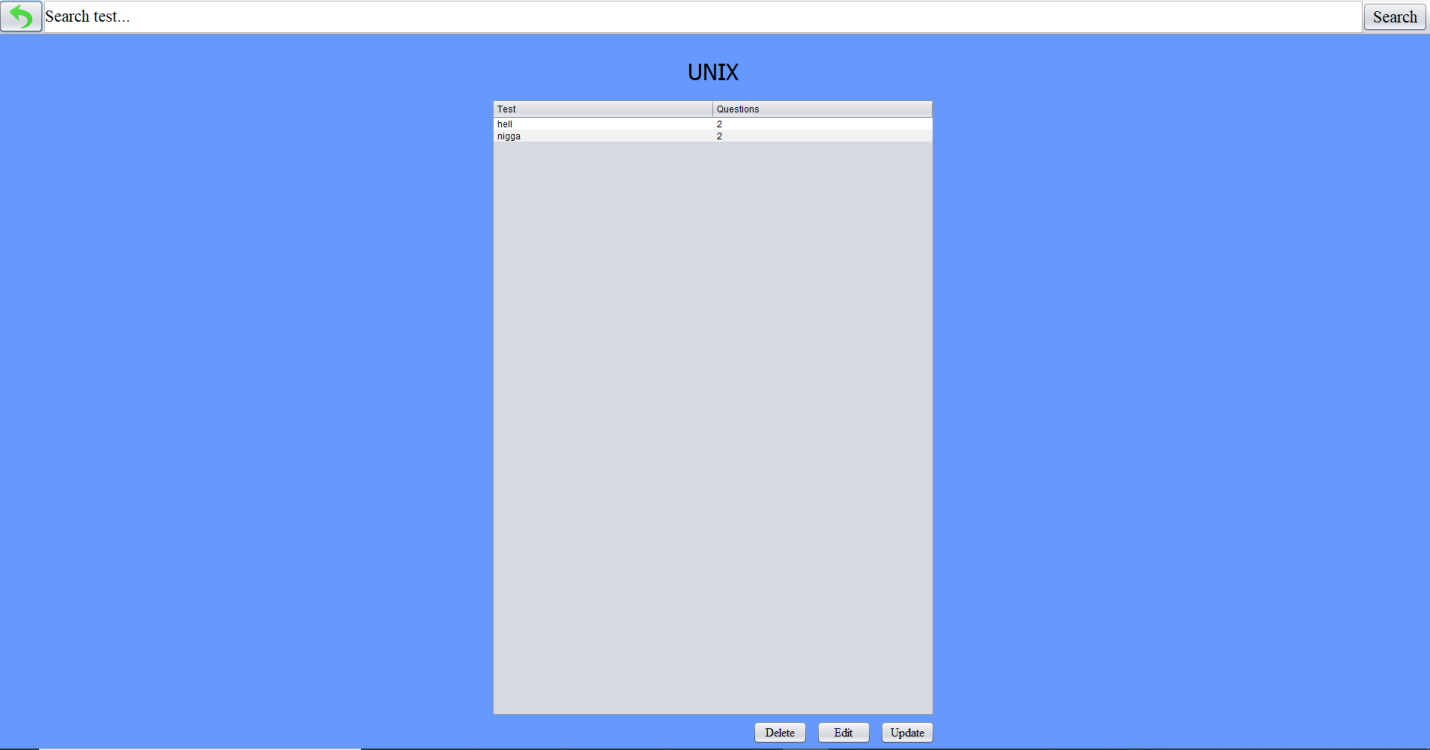 Search test...
Search
UNIX
Test Questions
hell 2
nigga 2
Delete Edit Update